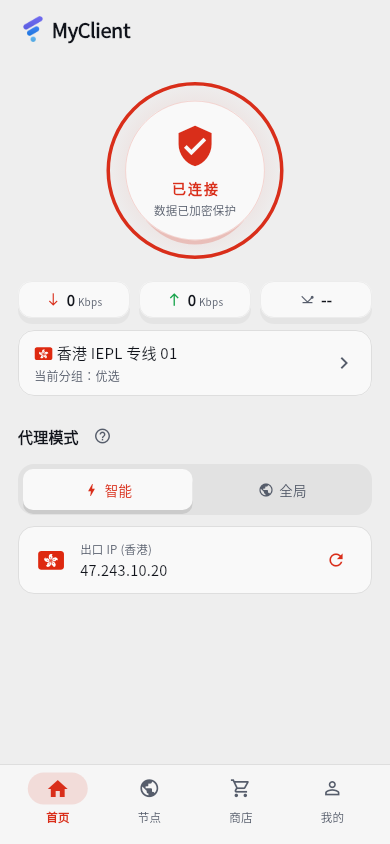 MyClient
已连接
数据已加密保护
0 Kbps
0 Kbps
--
香港 IEPL 专线 01
当前分组：优选
代理模式
智能
全局
出口 IP (香港)
47.243.10.20
首页
节点
商店
我的